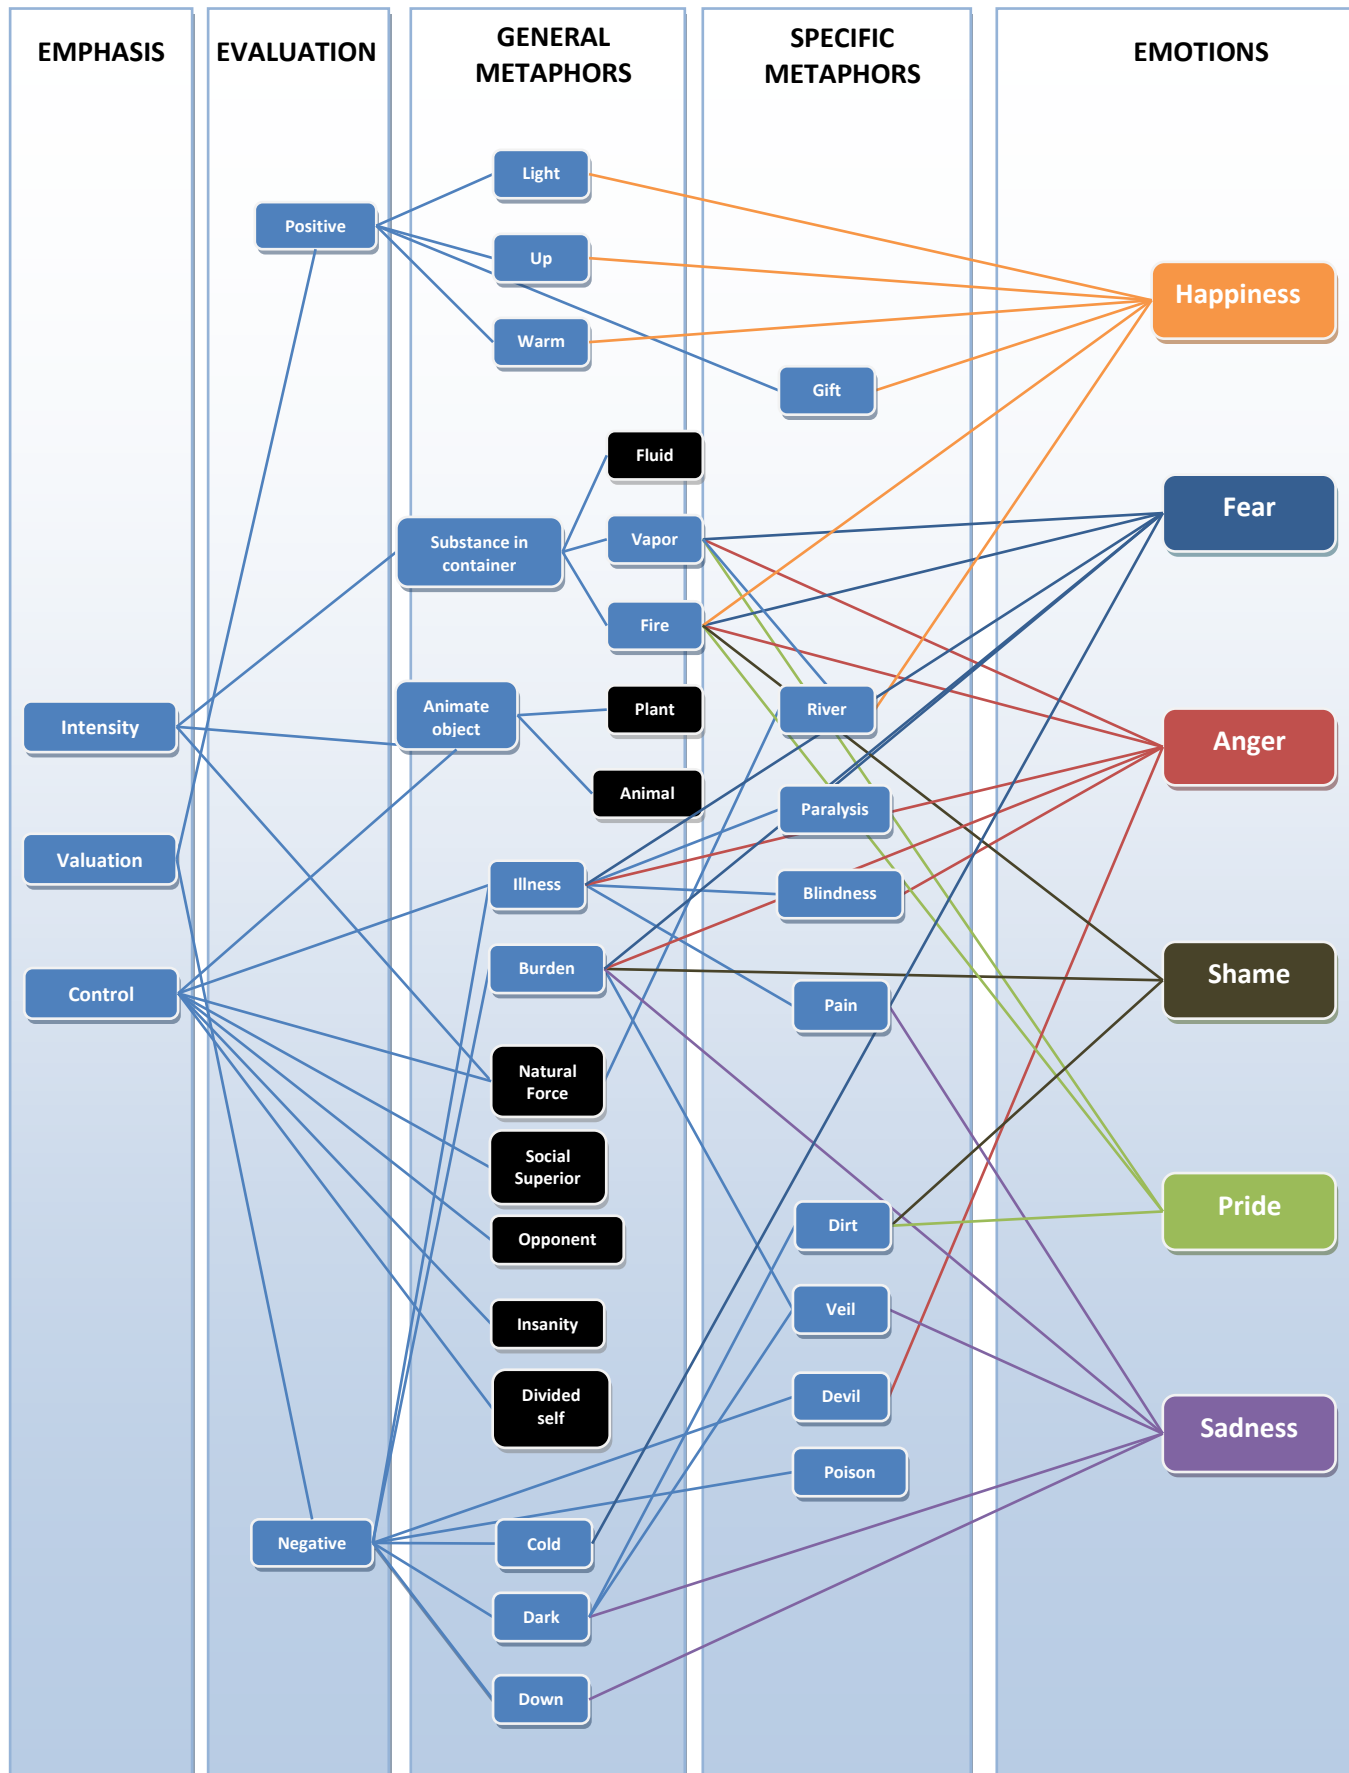 EMPHASIS
EVALUATION
GENERAL
METAPHORS
SPECIFIC
METAPHORS
EMOTIONS
Light
Positive
Up
Happiness
Warm
Gift
Fluid
Fear
Substance in
container
Vapor
Fire
Animate
object
Plant
River
Intensity
Anger
Animal
Paralysis
Valuation
Illness
Blindness
Burden
Shame
Control
Pain
Natural
Force
Social
Superior
Pride
Opponent
Dirt
Insanity
Veil
Divided
self
Devil
Sadness
Poison
Negative
Cold
Dark
Down